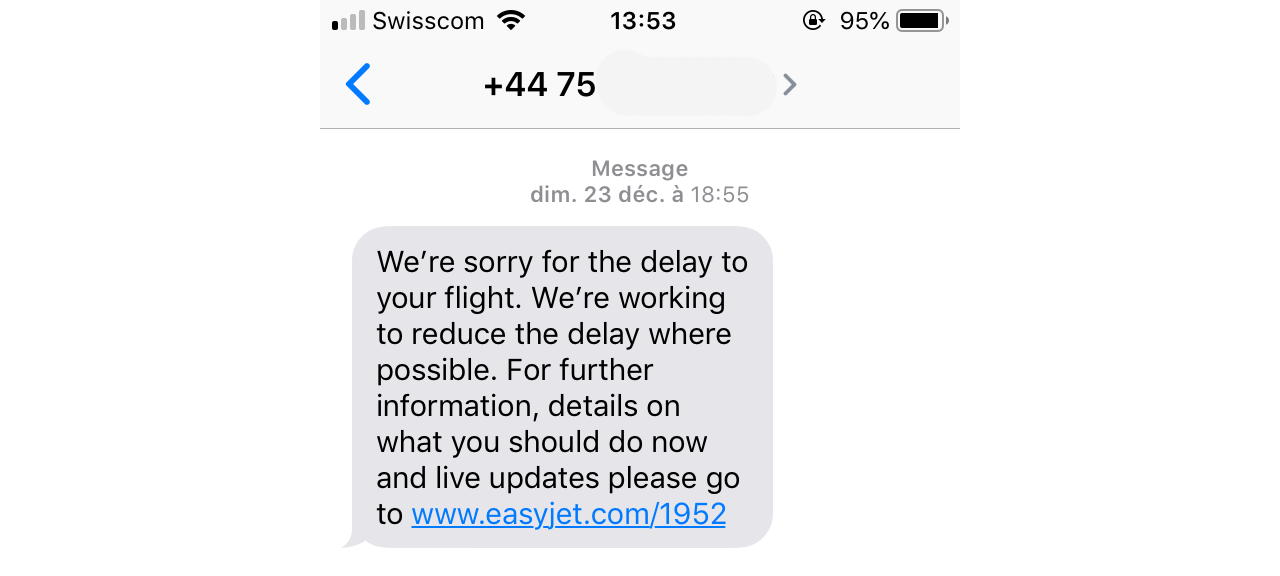 Swisscom 13:53 95%
+44 75
Message
dim. 23 déc. à 18:55
We’re sorry for the delay to
your flight. We’re working
to reduce the delay where
possible. For further
information, details on
what you should do now
and live updates please go
to www.easyjet.com/1952